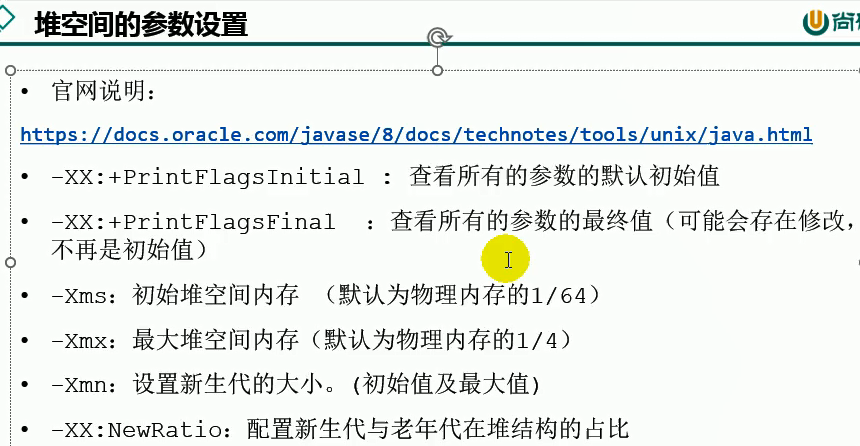 堆空间的参数设置
尚
• 官网说明：
https://docs.oracle.com/javase/8/docs/technotes/tools/unix/java.html
• -XX:+PrintFlagsInitial : 查看所有的参数的默认初始值
• -XX:+PrintFlagsFinal ：查看所有的参数的最终值（可能会存在修改，
不再是初始值）
• -Xms：初始堆空间内存 （默认为物理内存的1/64）
• -Xmx：最大堆空间内存（默认为物理内存的1/4）
• -Xmn：设置新生代的大小。(初始值及最大值)
• -XX:NewRatio：配置新生代与老年代在堆结构的占比